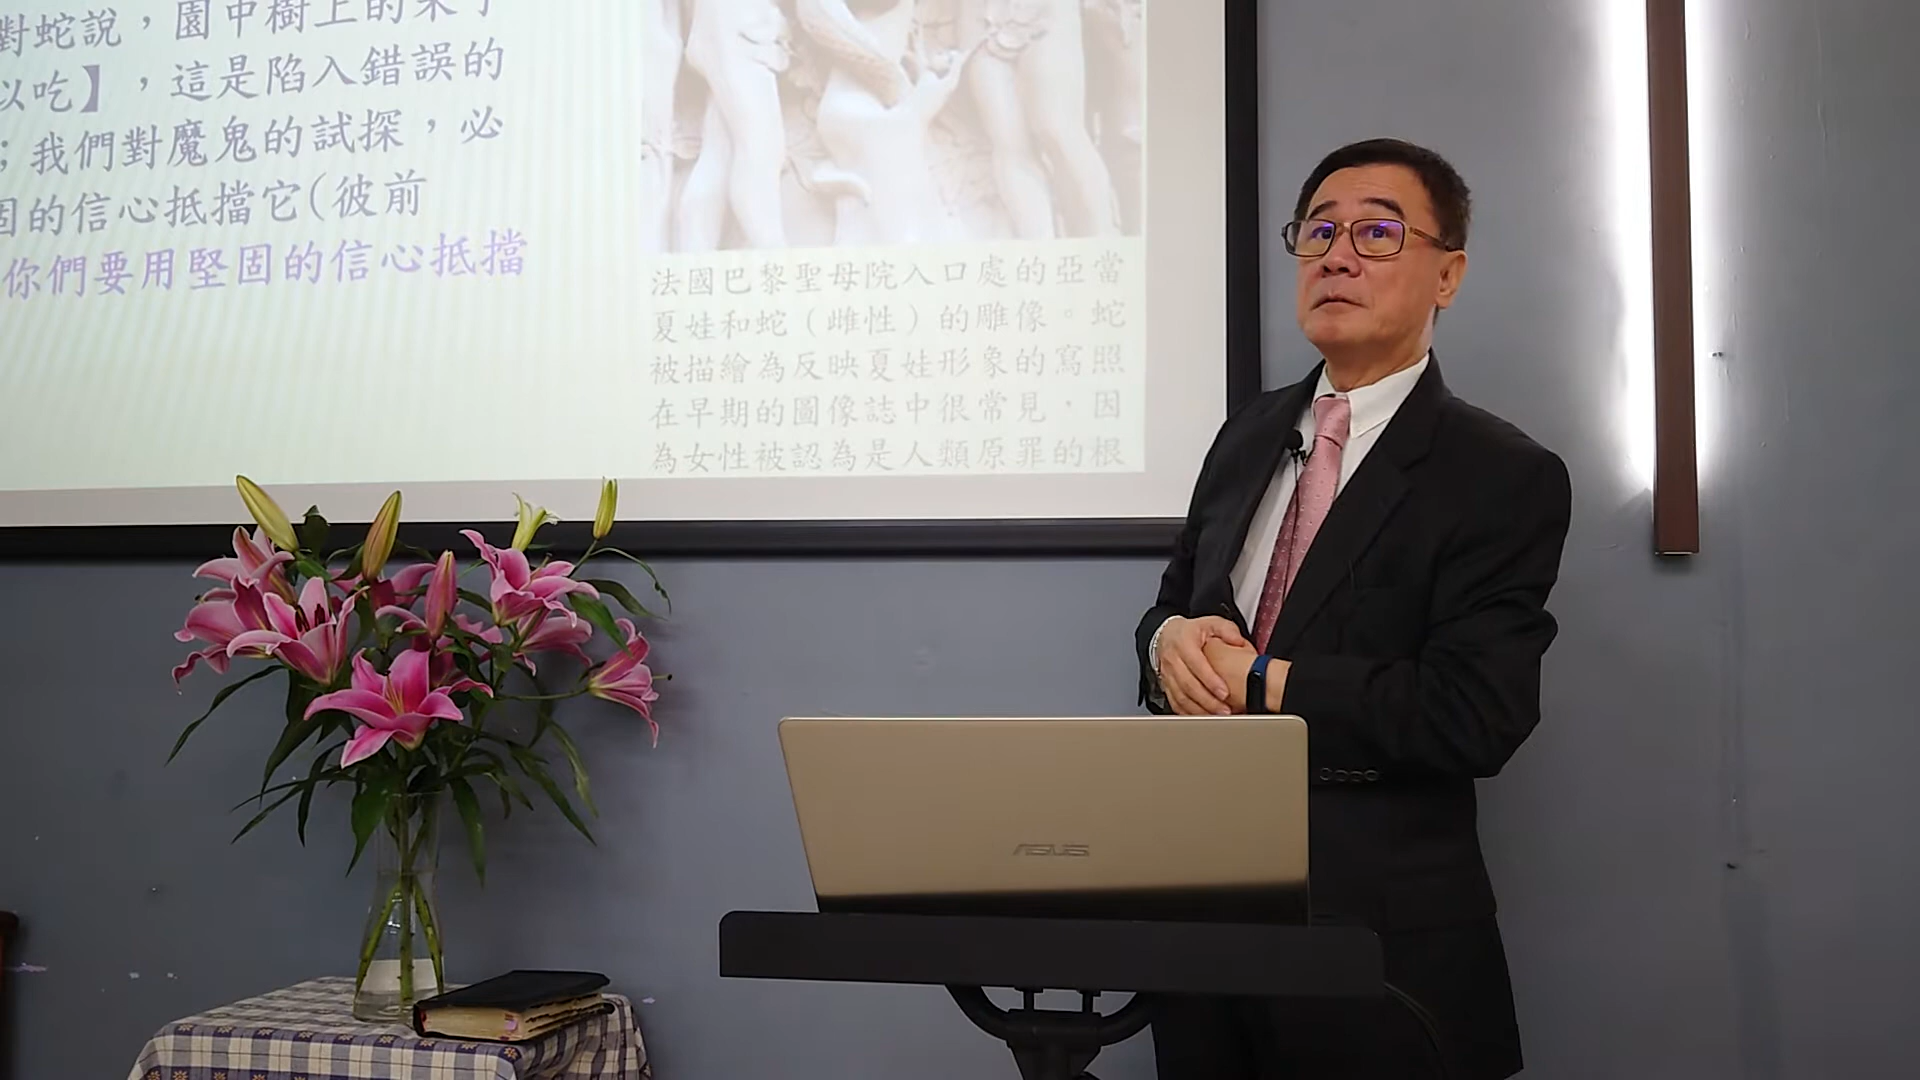 對蛇說，園中樹上的果子
以吃】，這是陷入錯誤的
；我們對魔鬼的試探，必
固的信心抵擋它(彼前
你們要用堅固的信心抵擋
法國巴黎聖母院入口處的亞當
夏娃和蛇（雌性）的雕像。蛇
被描繪為反映夏娃形象的寫照
在早期的圖像誌中很常見，因
為女性被認為是人類原罪的根
ASUS